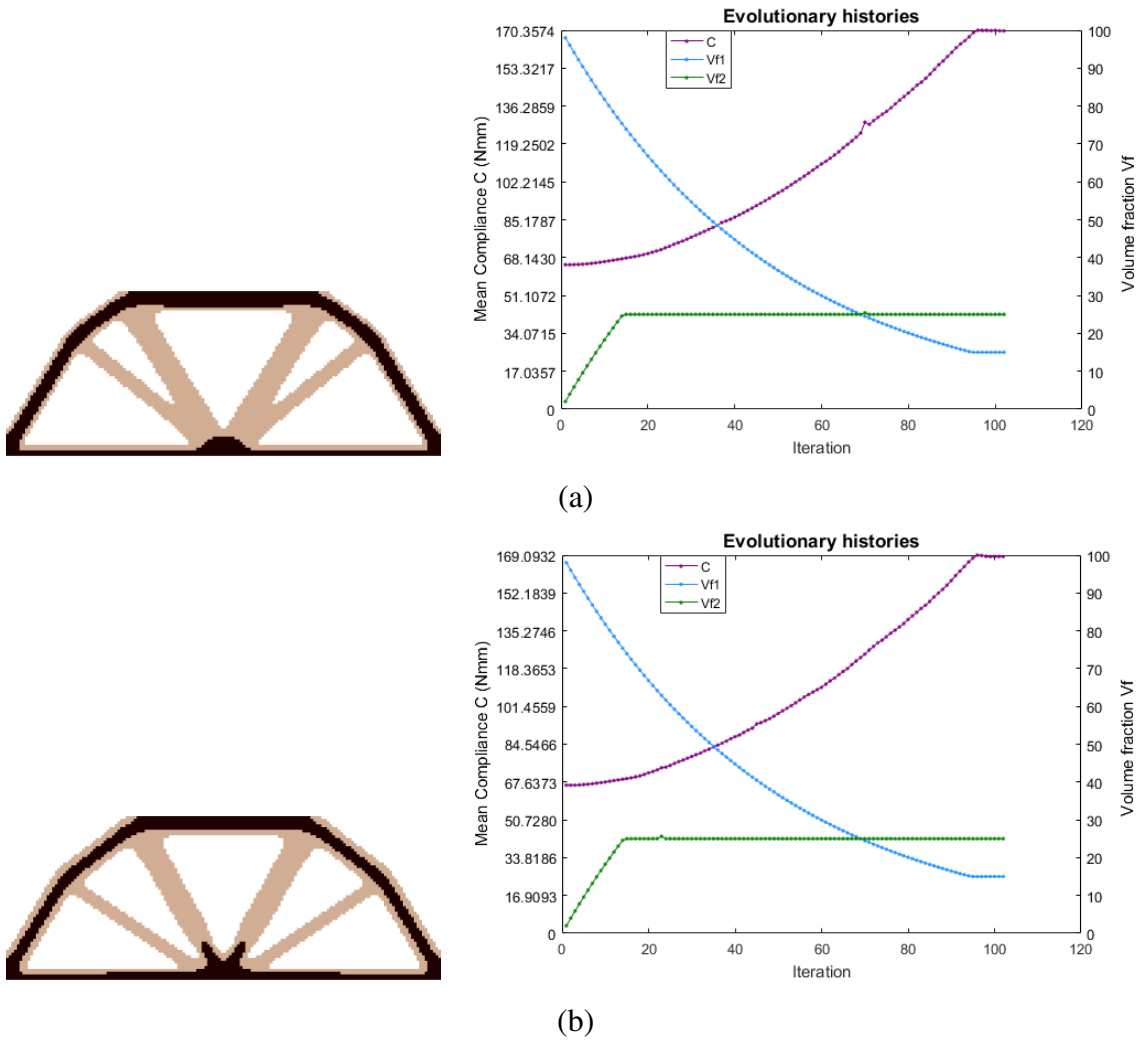 Evolutionary histories
C
Vf1
Vf2
170.3574
153.3217
136.2859
119.2502
102.2145
85.1787
68.1430
51.1072
34.0715
17.0357
0
Mean Compliance C (Nmm)
100
90
80
70
60
50
40
30
20
10
0
Volume fraction Vf
0 20 40 60 80 100 120
Iteration
(a)
Evolutionary histories
C
Vf1
Vf2
169.0932
152.1839
135.2746
118.3653
101.4559
84.5466
67.6373
50.7280
33.8186
16.9093
0
Mean Compliance C (Nmm)
100
90
80
70
60
50
40
30
20
10
0
Volume fraction Vf
0 20 40 60 80 100 120
Iteration
(b)